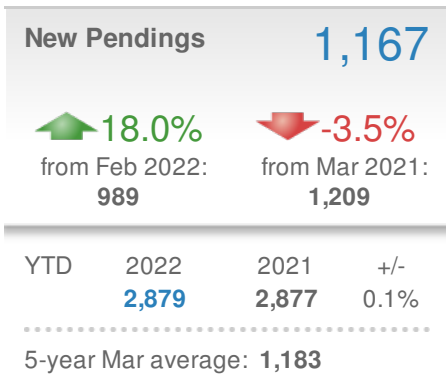 New Pendings 1,167
18.0% -3.5%
from Feb 2022: from Mar 2021:
989 1,209
YTD 2022 2021 +/-
2,879 2,877 0.1%
5-year Mar average: 1,183